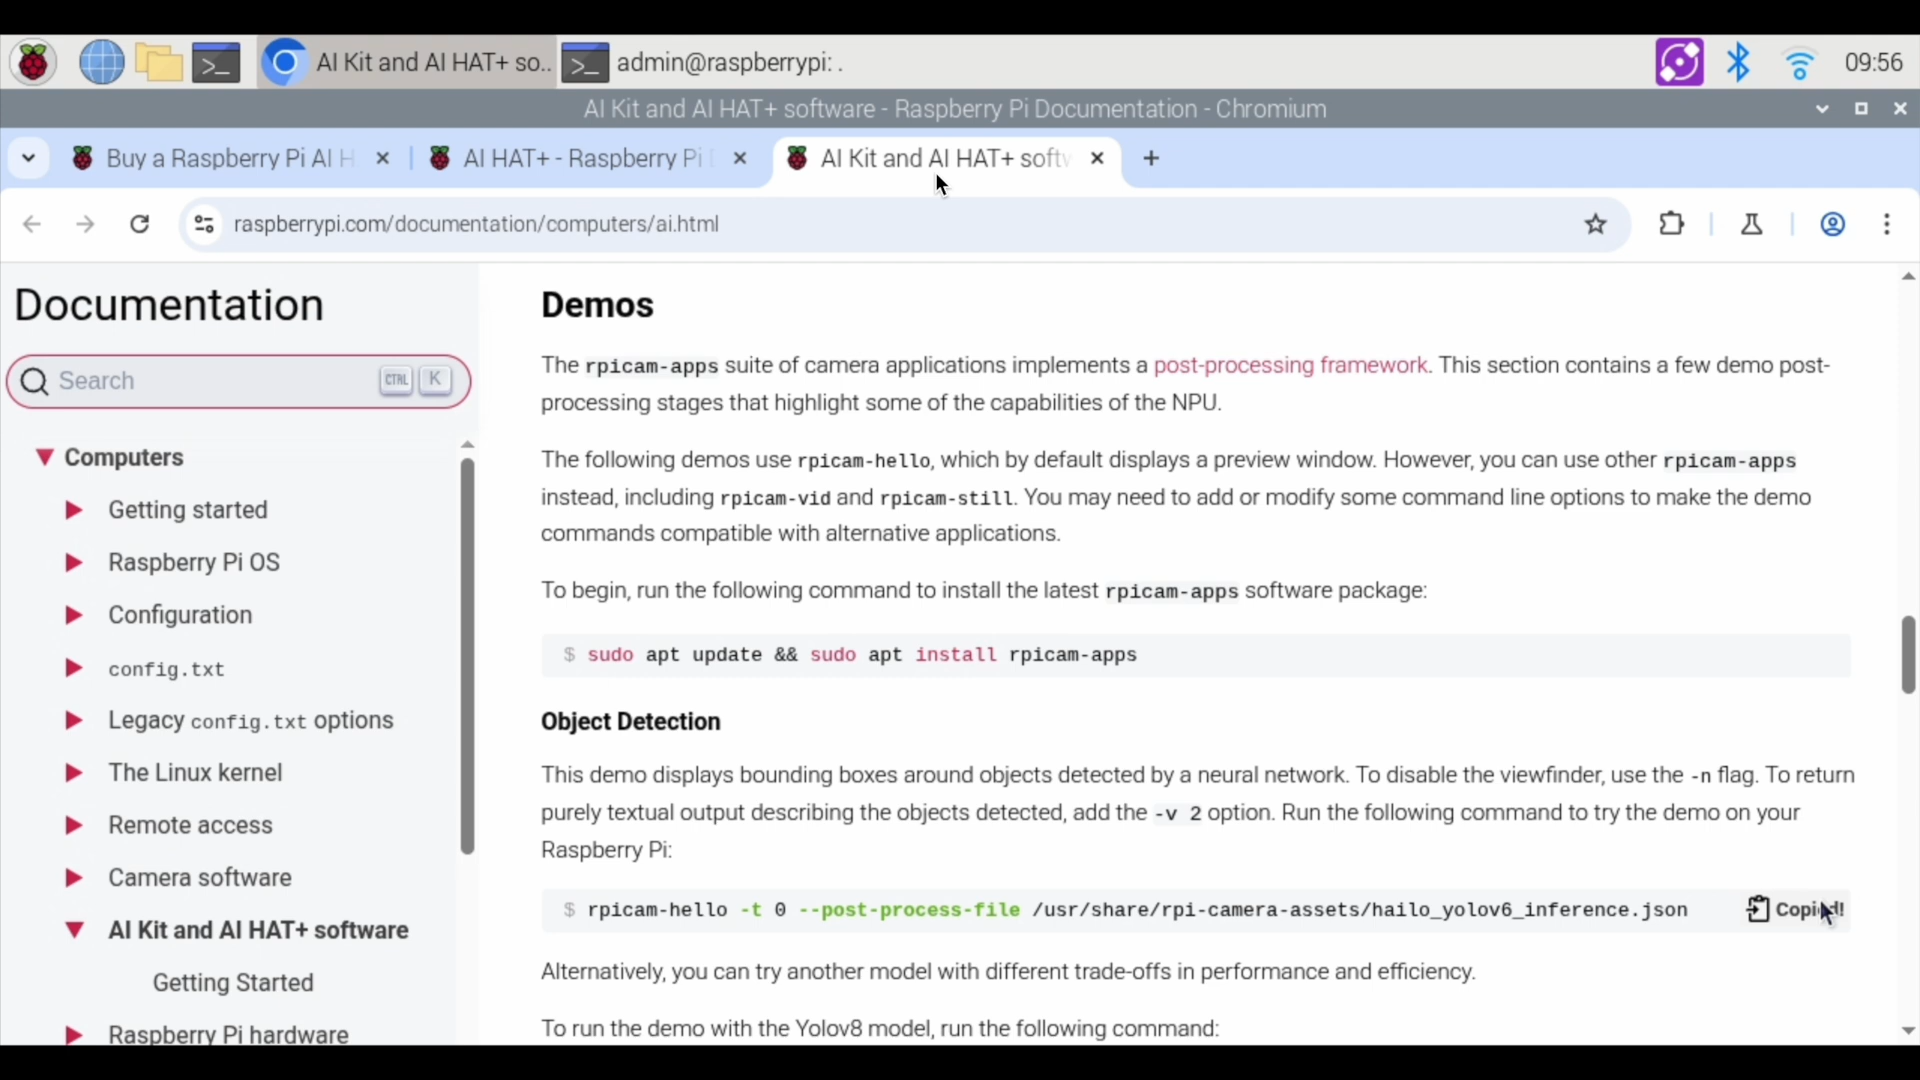 AI Kit and AI HAT+ so..
admin@raspberrypi: .
09:56
AI Kit and AI HAT+ software - Raspberry Pi Documentation - Chromium
Buy a Raspberry Pi AI H
AI HAT+ - Raspberry Pi
AI Kit and AI HAT+ softw
raspberrypi.com/documentation/computers/ai.html
Documentation
Search
CTRL K
Computers
Getting started
Raspberry Pi OS
Configuration
config.txt
Legacy config.txt options
The Linux kernel
Remote access
Camera software
AI Kit and AI HAT+ software
Getting Started
Raspberry Pi hardware
Demos
The rpicam-apps suite of camera applications implements a post-processing framework. This section contains a few demo post-
processing stages that highlight some of the capabilities of the NPU.
The following demos use rpicam-hello, which by default displays a preview window. However, you can use other rpicam-apps
instead, including rpicam-vid and rpicam-still. You may need to add or modify some command line options to make the demo
commands compatible with alternative applications.
To begin, run the following command to install the latest rpicam-apps software package:
$ sudo apt update && sudo apt install rpicam-apps
Object Detection
This demo displays bounding boxes around objects detected by a neural network. To disable the viewfinder, use the -n flag. To return
purely textual output describing the objects detected, add the -v 2 option. Run the following command to try the demo on your
Raspberry Pi:
$ rpicam-hello -t 0 --post-process-file /usr/share/rpi-camera-assets/hailo_yolov6_inference.json
Copied!
Alternatively, you can try another model with different trade-offs in performance and efficiency.
To run the demo with the Yolov8 model, run the following command: